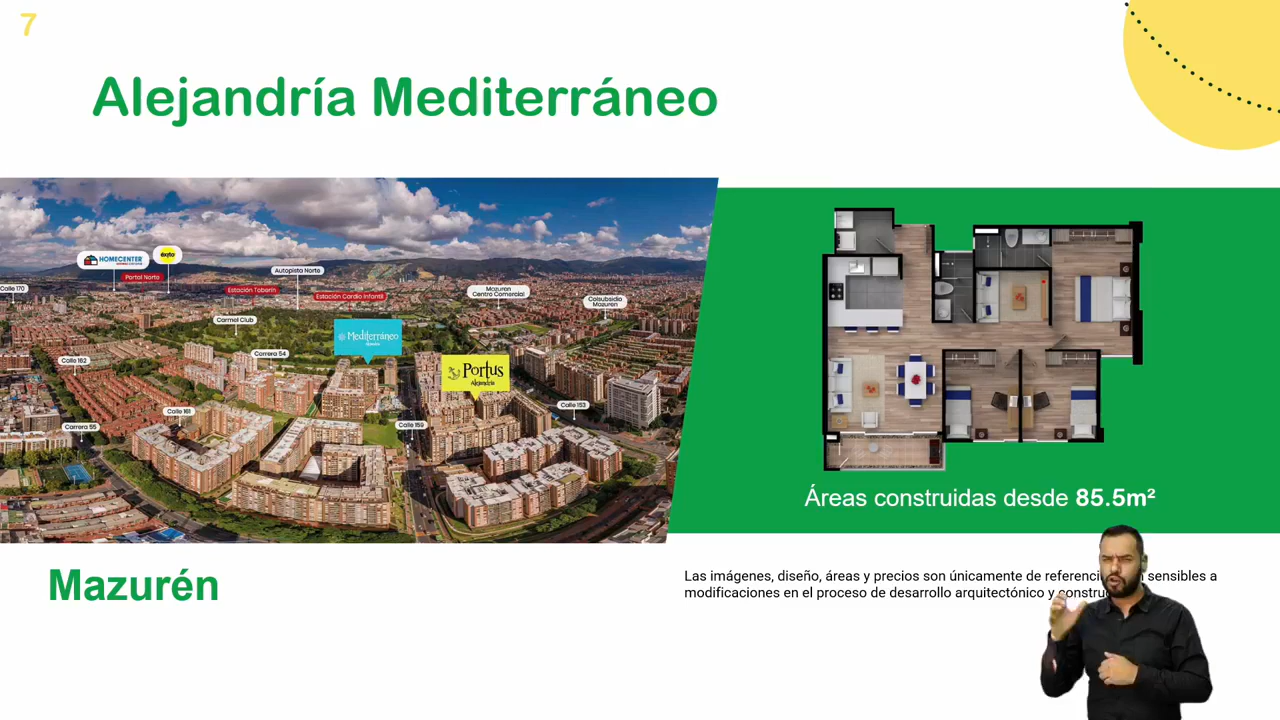 7
Alejandría Mediterráneo
HOMECENTER
éxito
Portal Norte
Calle 170
Estación Toberín
Autopista Norte
Estación Cardio Infantil
Mazuren
Centro Comercial
Colsubsidio
Mazuren
Carmel Club
Mediterráneo
Carrera 54
Calle 162
Portus
Alejandría
Calle 161
Calle 153
Carrera 55
Calle 159
Áreas construidas desde 85.5m²
Mazurén
Las imágenes, diseño, áreas y precios son únicamente de sensibles a
modificaciones en el proceso de desarrollo arquitectónico y